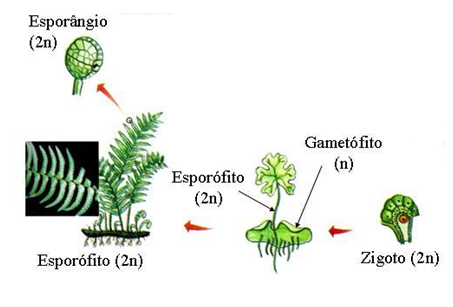 Esporângio
(2n)
Gametófito
(n)
Esporófito
(2n)
Esporófito (2n)
Zigoto (2n)